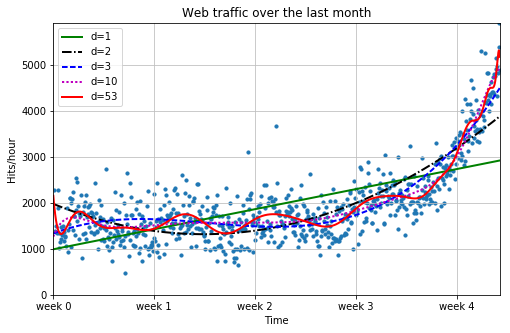 Web traffic over the last month
d=1
d=2
d=3
d=10
d=53
5000
4000
3000
2000
1000
0
Hits/hour
week 0 week 1 week 2 week 3 week 4
Time